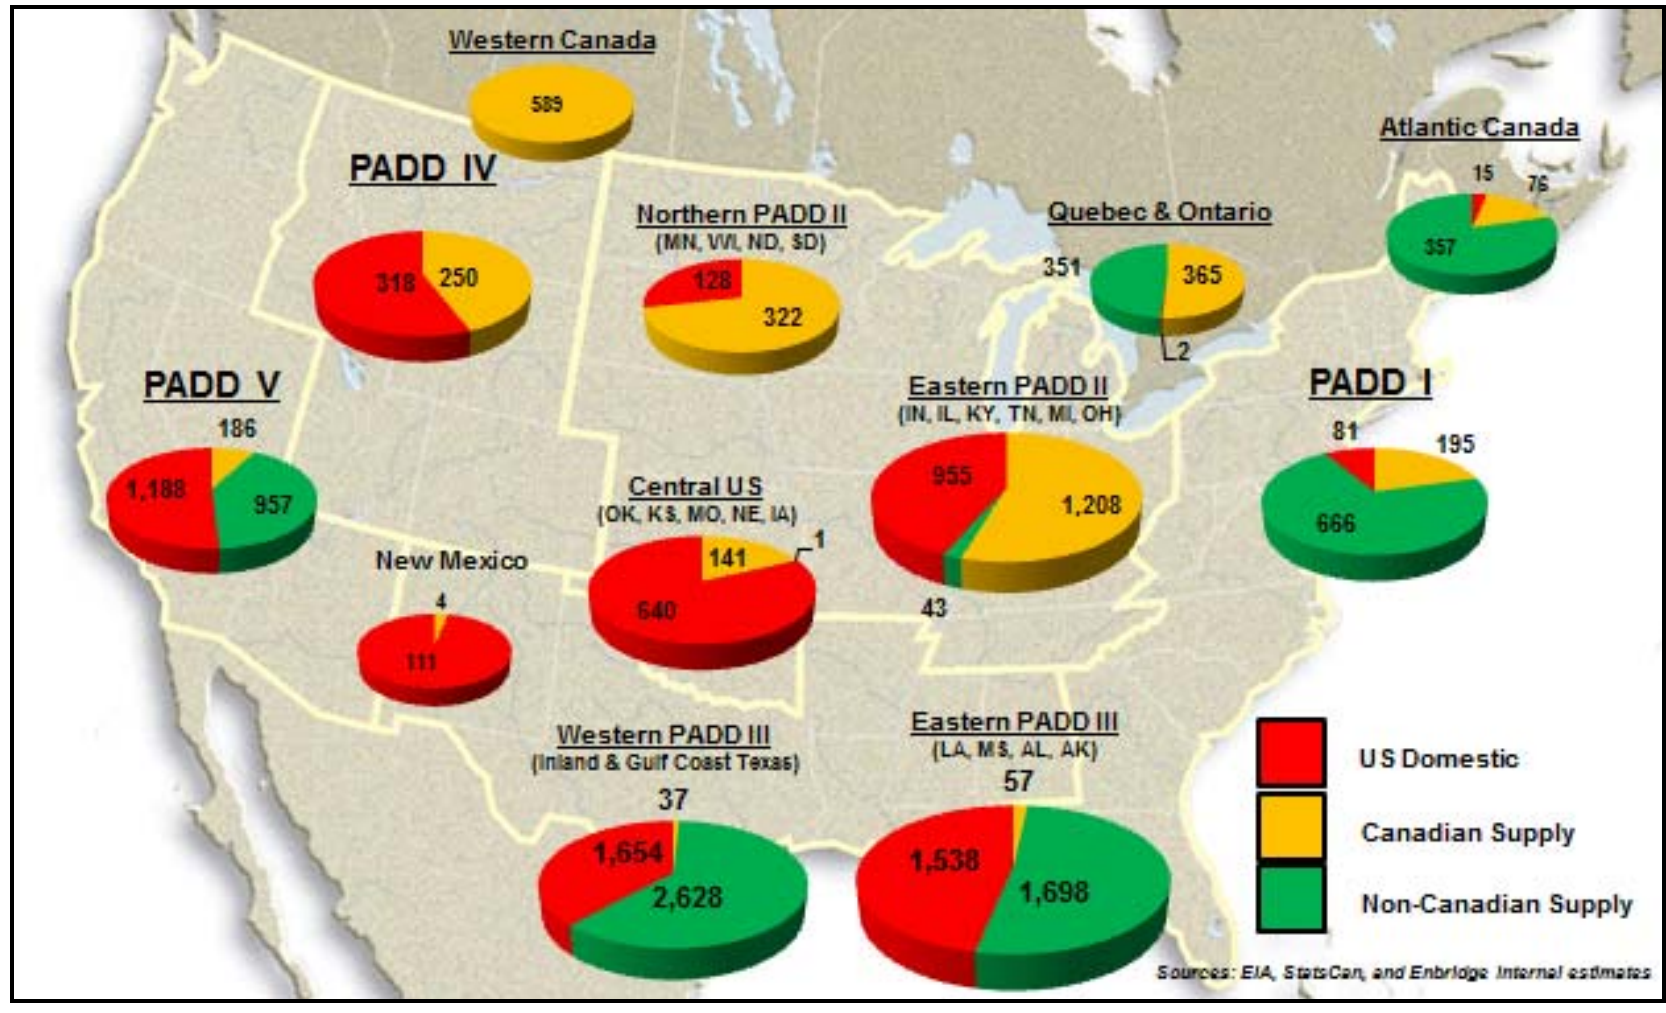 Western Canada
589
Atlantic Canada
15
76
357
PADD IV
318
250
Northern PADD II
(MN, WI, ND, SD)
128
322
Quebec & Ontario
351
365
2
PADD V
186
1,188
957
Eastern PADD II
(IN, IL, KY, TN, MI, OH)
955
1,208
43
PADD I
81
195
666
Central US
(OK, KS, MO, NE, IA)
141
1
640
New Mexico
4
111
Western PADD III
(Inland & Gulf Coast Texas)
37
1,654
2,628
Eastern PADD III
(LA, MS, AL, AK)
57
1,538
1,698
US Domestic
Canadian Supply
Non-Canadian Supply
Sources: EIA, StatsCan, and Enbridge internal estimates